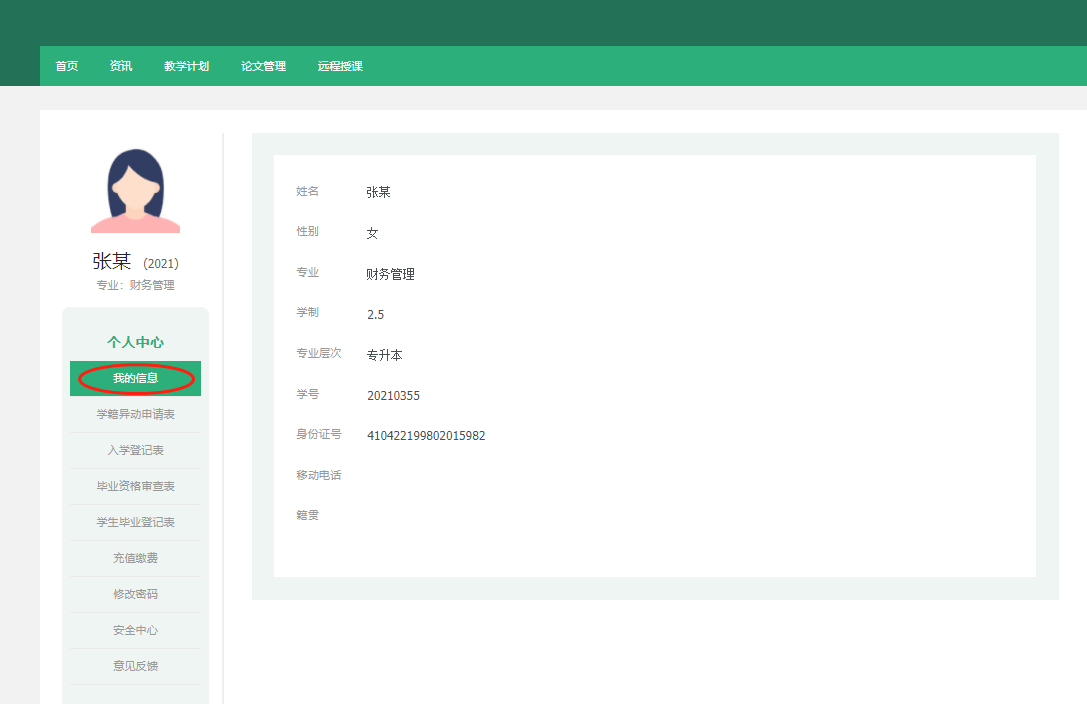 首页 资讯 教学计划 论文管理 远程授课
张某 (2021)
专业：财务管理
个人中心
我的信息
学籍异动申请表
入学登记表
毕业资格审查表
学生毕业登记表
充值缴费
修改密码
安全中心
意见反馈
姓名 张某
性别 女
专业 财务管理
学制 2.5
专业层次 专升本
学号 20210355
身份证号 410422199802015982
移动电话
籍贯